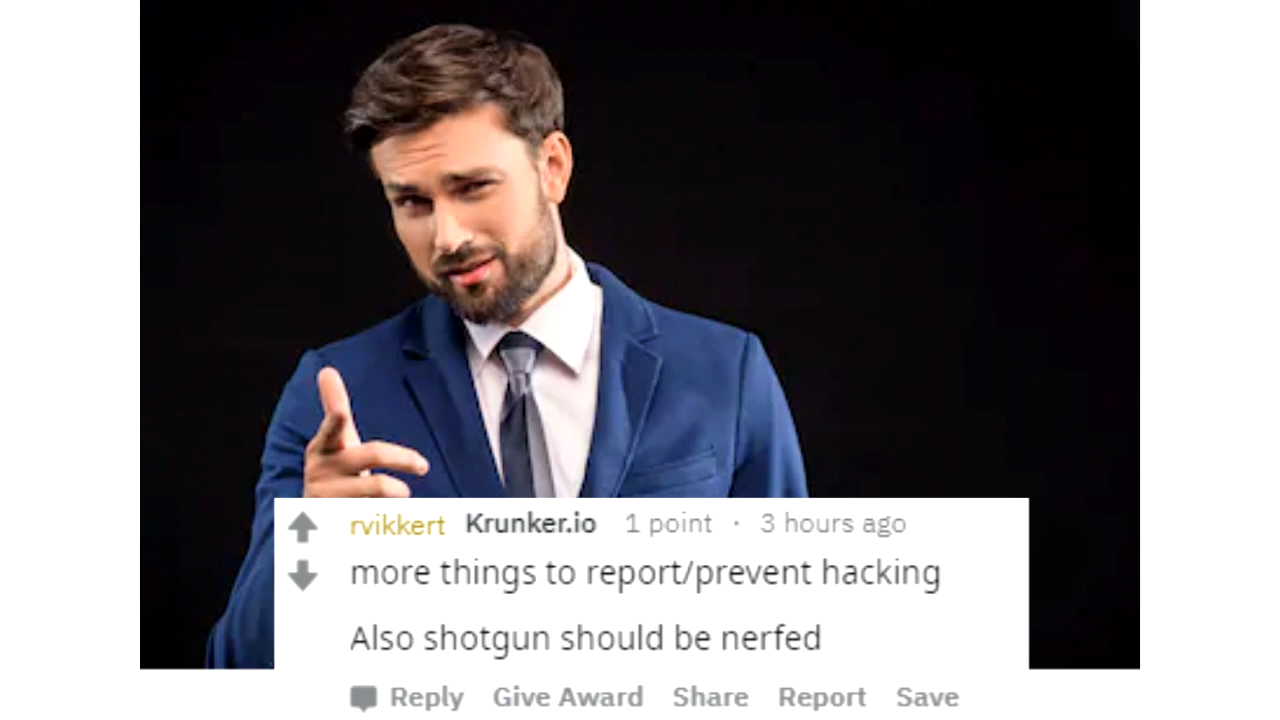 rvikkert Krunker.io 1 point · 3 hours ago
more things to report/prevent hacking
Also shotgun should be nerfed
Reply Give Award Share Report Save